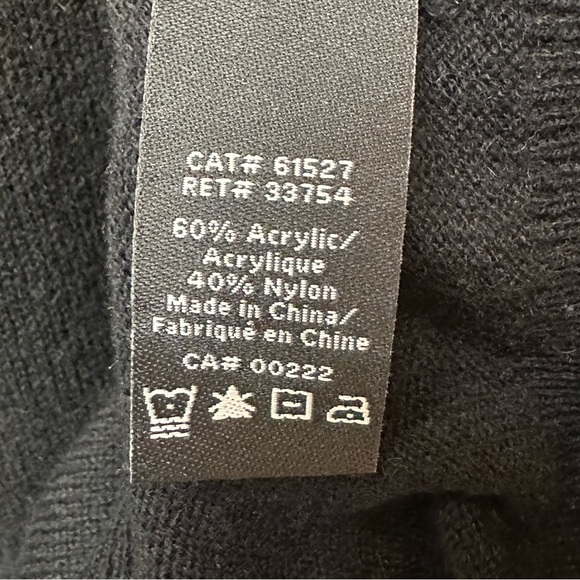 CAT# 61527
RET# 33754
60% Acrylic/
Acrylique
40% Nylon
Made in China/
Fabriqué en Chine
CA# 00222